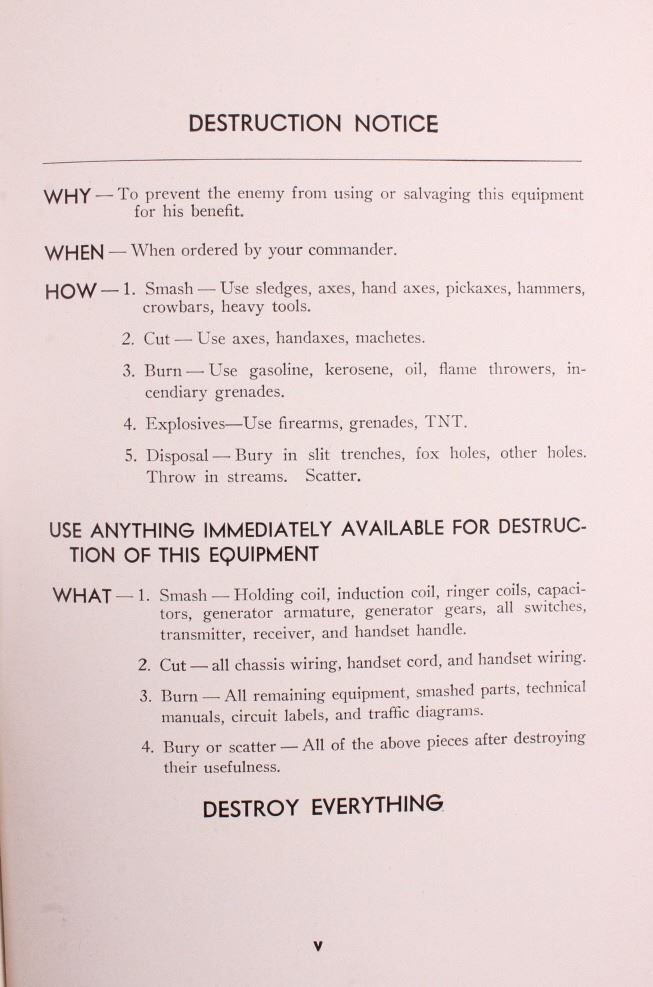 DESTRUCTION NOTICE
WHY — To prevent the enemy from using or salvaging this equipment
for his benefit.
WHEN — When ordered by your commander.
HOW — 1. Smash — Use sledges, axes, hand axes, pickaxes, hammers,
crowbars, heavy tools.
2. Cut — Use axes, handaxes, machetes.
3. Burn — Use gasoline, kerosene, oil, flame throwers, in-
cendiary grenades.
4. Explosives—Use firearms, grenades, TNT.
5. Disposal — Bury in slit trenches, fox holes, other holes.
Throw in streams. Scatter.
USE ANYTHING IMMEDIATELY AVAILABLE FOR DESTRUC-
TION OF THIS EQUIPMENT
WHAT — 1. Smash — Holding coil, induction coil, ringer coils, capaci-
tors, generator armature, generator gears, all switches,
transmitter, receiver, and handset handle.
2. Cut — all chassis wiring, handset cord, and handset wiring.
3. Burn — All remaining equipment, smashed parts, technical
manuals, circuit labels, and traffic diagrams.
4. Bury or scatter — All of the above pieces after destroying
their usefulness.
DESTROY EVERYTHING
V